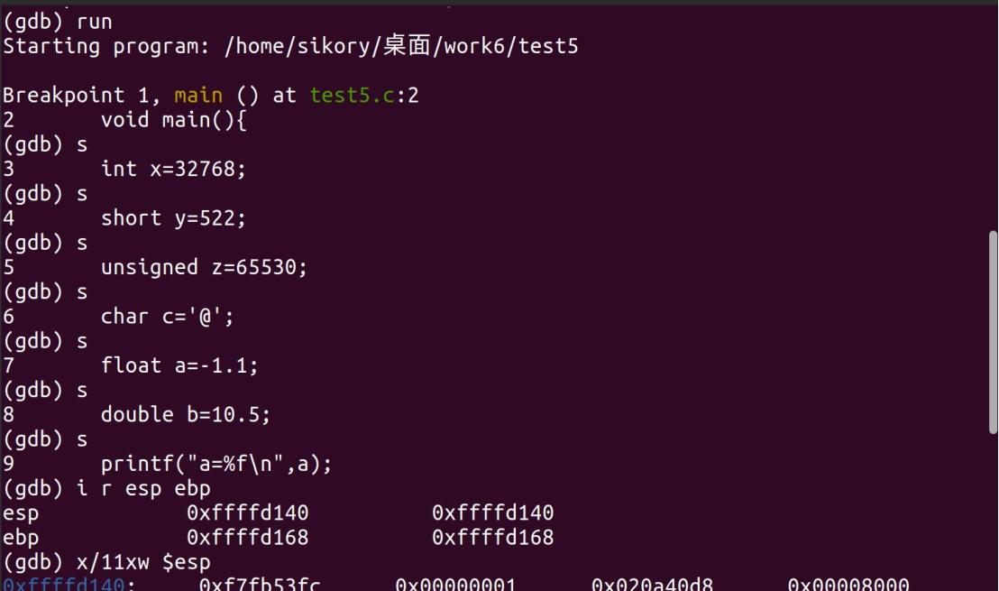 (gdb) run
Starting program: /home/sikory/桌面/work6/test5
Breakpoint 1, main () at test5.c:2
2       void main(){
(gdb) s
3       int x=32768;
(gdb) s
4       short y=522;
(gdb) s
5       unsigned z=65530;
(gdb) s
6       char c='@';
(gdb) s
7       float a=-1.1;
(gdb) s
8       double b=10.5;
(gdb) s
9       printf("a=%f\n",a);
(gdb) i r esp ebp
esp            0xffffd140          0xffffd140
ebp            0xffffd168          0xffffd168
(gdb) x/11xw $esp
0xffffd140:     0xf7fb53fc      0x00000001      0x020a40d8      0x00008000